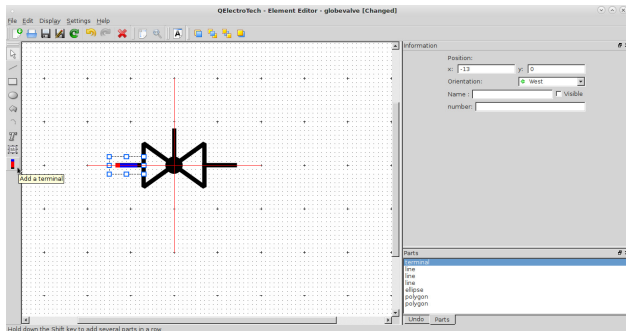 QElectroTech - Element Editor - globevalve [Changed]
File Edit Display Settings Help
Information
Position:
x: -13
y: 0
Orientation:
West
Name :
Visible
number:
Add a terminal
Parts
terminal
line
line
line
ellipse
polygon
polygon
Undo Parts
Hold down the Shift key to add several parts in a row